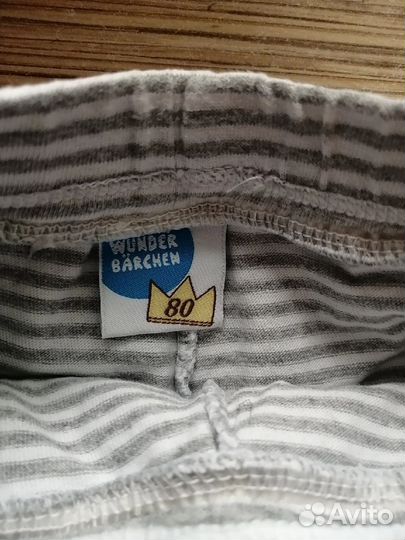 WUNDER
BÄRCHEN
80
Avito